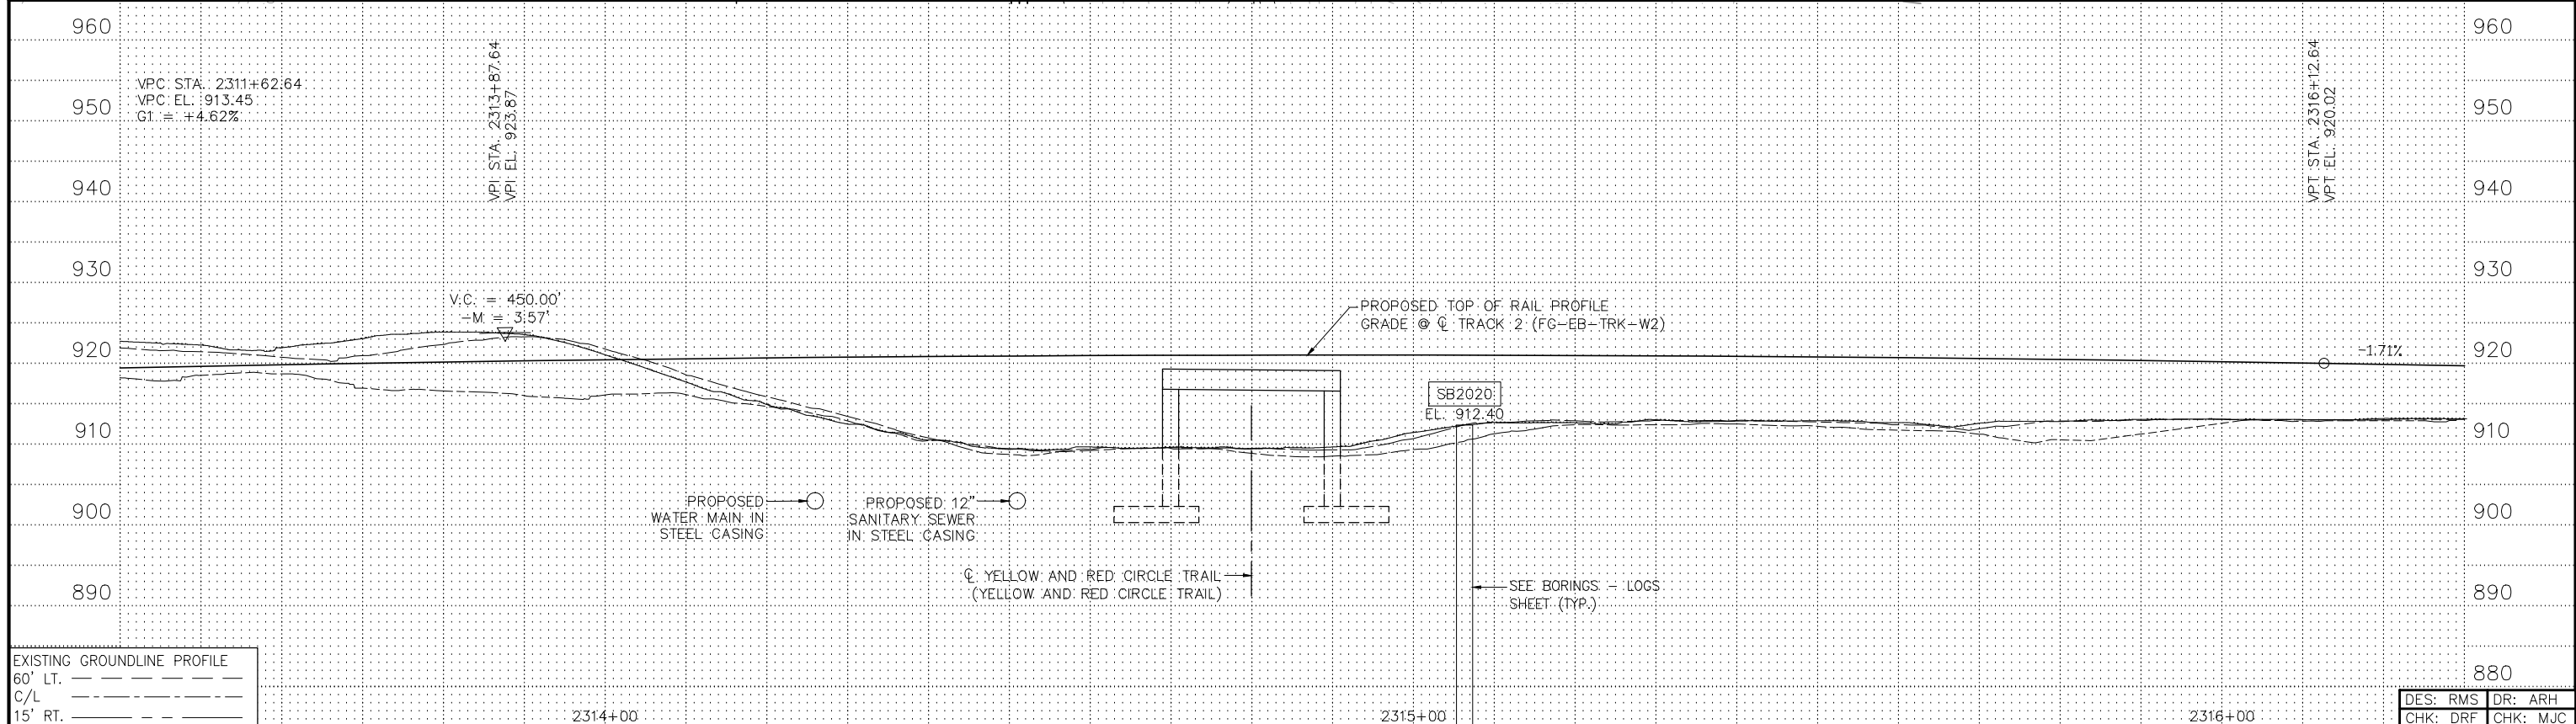 960
950
940
930
920
910
900
890
VPC STA. 2311+62.64
VPC EL. 913.45
G1 = +4.62%
VPI STA. 2313+87.64
VPI EL. 923.87
V.C. = 450.00'
-M = 3.57'
PROPOSED TOP OF RAIL PROFILE
GRADE @ ℄ TRACK 2 (FG-EB-TRK-W2)
VPT STA. 2316+12.64
VPT EL. 920.02
-1.71%
SB2020
EL. 912.40
PROPOSED
WATER MAIN IN
STEEL CASING
PROPOSED 12"
SANITARY SEWER
IN STEEL CASING
℄ YELLOW AND RED CIRCLE TRAIL
(YELLOW AND RED CIRCLE TRAIL)
SEE BORINGS - LOGS
SHEET (TYP.)
960
950
940
930
920
910
900
890
880
EXISTING GROUNDLINE PROFILE
60' LT.
C/L
15' RT.
2314+00
2315+00
2316+00
DES: RMS DR: ARH
CHK: DRF CHK: MJC